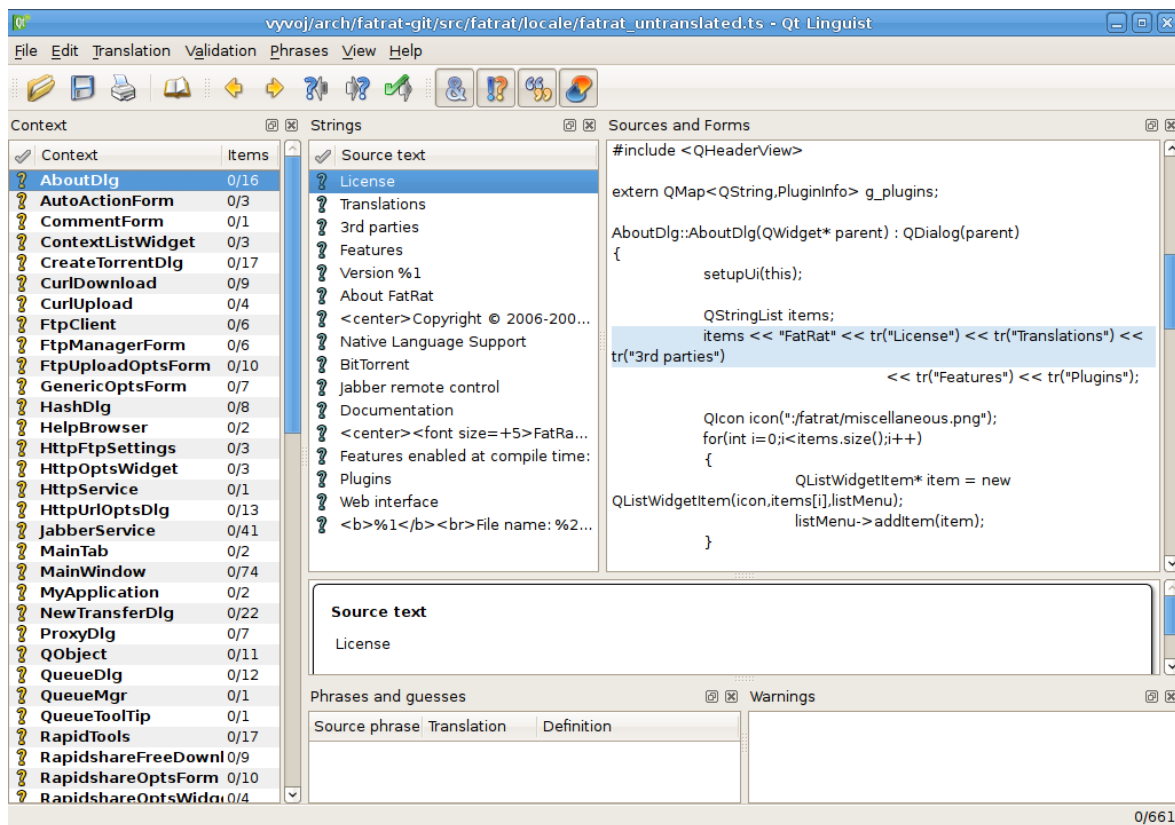 vyvoj/arch/fatrat-git/src/fatrat/locale/fatrat_untranslated.ts - Qt Linguist
File Edit Translation Validation Phrases View Help
Context
Context Items
AboutDlg 0/16
AutoActionForm 0/3
CommentForm 0/1
ContextListWidget 0/3
CreateTorrentDlg 0/17
CurlDownload 0/9
CurlUpload 0/4
FtpClient 0/6
FtpManagerForm 0/6
FtpUploadOptsForm 0/10
GenericOptsForm 0/7
HashDlg 0/8
HelpBrowser 0/2
HttpFtpSettings 0/3
HttpOptsWidget 0/3
HttpService 0/1
HttpUrlOptsDlg 0/13
JabberService 0/41
MainTab 0/2
MainWindow 0/74
MyApplication 0/2
NewTransferDlg 0/22
ProxyDlg 0/7
QObject 0/11
QueueDlg 0/12
QueueMgr 0/1
QueueToolTip 0/1
RapidTools 0/17
RapidshareFreeDownl 0/9
RapidshareOptsForm 0/10
RapidshareOptsWidg 0/4
Strings
Source text
License
Translations
3rd parties
Features
Version %1
About FatRat
<center>Copyright © 2006-200...
Native Language Support
BitTorrent
Jabber remote control
Documentation
<center><font size=+5>FatRa...
Features enabled at compile time:
Plugins
Web interface
<b>%1</b><br>File name: %2...
Sources and Forms
#include <QHeaderView>
extern QMap<QString,PluginInfo> g_plugins;
AboutDlg::AboutDlg(QWidget* parent) : QDialog(parent)
{
setupUi(this);
QStringList items;
items << "FatRat" << tr("License") << tr("Translations") <<
tr("3rd parties")
<< tr("Features") << tr("Plugins");
QIcon icon(":/fatrat/miscellaneous.png");
for(int i=0;i<items.size();i++)
{
QListWidgetItem* item = new
QListWidgetItem(icon,items[i],listMenu);
listMenu->addItem(item);
}
Source text
License
Phrases and guesses
Source phrase Translation Definition
Warnings
0/661